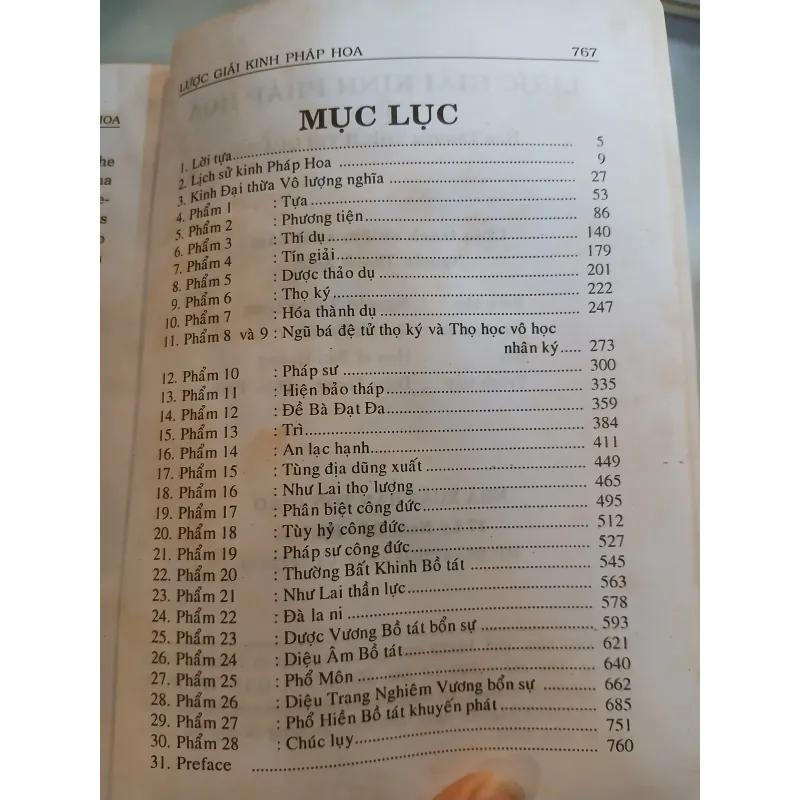 LƯỢC GIẢI KINH PHÁP HOA 767
MỤC LỤC
1. Lời tựa..................... 5
2. Lịch sử kinh Pháp Hoa ..................... 9
3. Kinh Đại thừa Vô lượng nghĩa ..................... 27
4. Phẩm 1 : Tựa ..................... 53
5. Phẩm 2 : Phương tiện..................... 86
6. Phẩm 3 : Thí dụ ..................... 140
7. Phẩm 4 : Tín giải..................... 179
8. Phẩm 5 : Dược thảo dụ ..................... 201
9. Phẩm 6 : Thọ ký..................... 222
10. Phẩm 7 : Hóa thành dụ ..................... 247
11. Phẩm 8 và 9 : Ngũ bá đệ tử thọ ký và Thọ học vô học
nhân ký..... 273
12. Phẩm 10 : Pháp sư ..................... 300
13. Phẩm 11 : Hiện bảo tháp..................... 335
14. Phẩm 12 : Đề Bà Đạt Đa ..................... 359
15. Phẩm 13 : Trì..................... 384
16. Phẩm 14 : An lạc hạnh..................... 411
17. Phẩm 15 : Tùng địa dũng xuất ..................... 449
18. Phẩm 16 : Như Lai thọ lượng ..................... 465
19. Phẩm 17 : Phân biệt công đức..................... 495
20. Phẩm 18 : Tùy hỷ công đức..................... 512
21. Phẩm 19 : Pháp sư công đức..................... 527
22. Phẩm 20 : Thường Bất Khinh Bồ tát ..................... 545
23. Phẩm 21 : Như Lai thần lực..................... 563
24. Phẩm 22 : Đà la ni ..................... 578
25. Phẩm 23 : Dược Vương Bồ tát bổn sự ..................... 593
26. Phẩm 24 : Diệu Âm Bồ tát..................... 621
27. Phẩm 25 : Phổ Môn ..................... 640
28. Phẩm 26 : Diệu Trang Nghiêm Vương bổn sự ..................... 662
29. Phẩm 27 : Phổ Hiền Bồ tát khuyến phát..................... 685
30. Phẩm 28 : Chúc lụy..................... 751
31. Preface ..................... 760